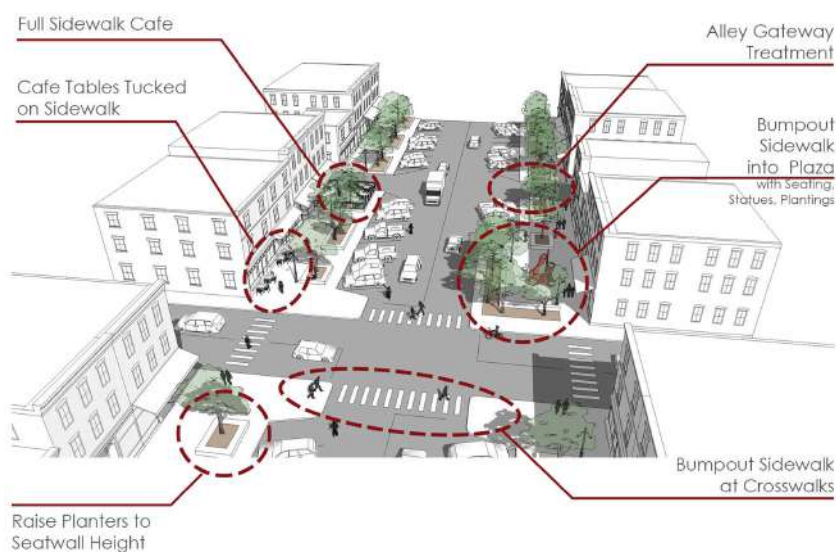 Full Sidewalk Cafe
Cafe Tables Tucked
on Sidewalk
Alley Gateway
Treatment
Bumpout
Sidewalk
into Plaza
with Seating,
Statues, Plantings
Bumpout Sidewalk
at Crosswalks
Raise Planters to
Seatwall Height